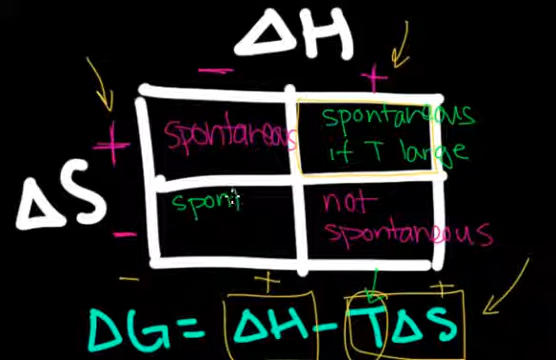 ΔH
- +
+ spontaneous spontaneous
if T large
ΔS
- spont not
spontaneous
- + +
ΔG = ΔH - TΔS